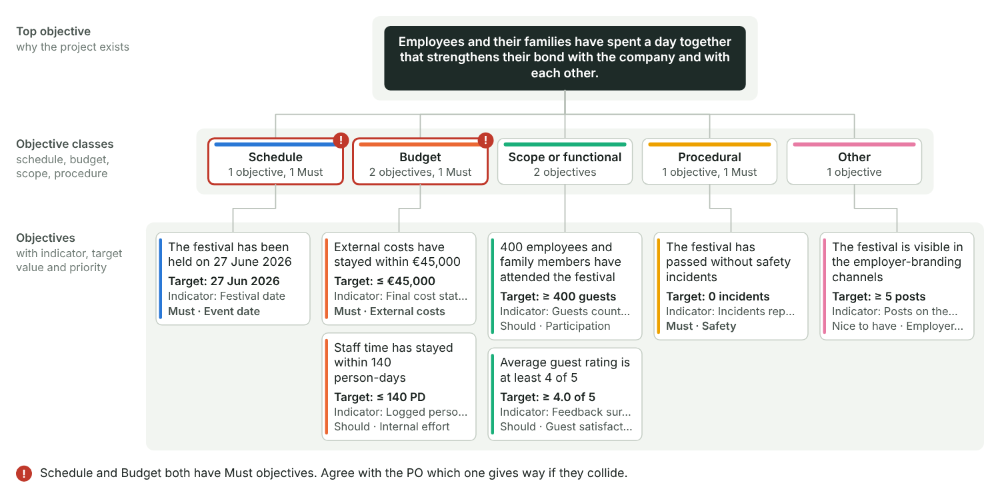 Top objective
why the project exists
Employees and their families have spent a day together
that strengthens their bond with the company and with
each other.
Objective classes
schedule, budget,
scope, procedure
Schedule
1 objective, 1 Must
!
Budget
2 objectives, 1 Must
!
Scope or functional
2 objectives
Procedural
1 objective, 1 Must
Other
1 objective
Objectives
with indicator, target
value and priority
The festival has been
held on 27 June 2026
Target: 27 Jun 2026
Indicator: Festival date
Must · Event date
External costs have
stayed within €45,000
Target: ≤ €45,000
Indicator: Final cost stat...
Must · External costs
Staff time has stayed
within 140
person-days
Target: ≤ 140 PD
Indicator: Logged perso...
Should · Internal effort
400 employees and
family members have
attended the festival
Target: ≥ 400 guests
Indicator: Guests count...
Should · Participation
Average guest rating is
at least 4 of 5
Target: ≥ 4.0 of 5
Indicator: Feedback sur...
Should · Guest satisfact...
The festival has
passed without safety
incidents
Target: 0 incidents
Indicator: Incidents rep...
Must · Safety
The festival is visible in
the employer-branding
channels
Target: ≥ 5 posts
Indicator: Posts on the...
Nice to have · Employer...
! Schedule and Budget both have Must objectives. Agree with the PO which one gives way if they collide.